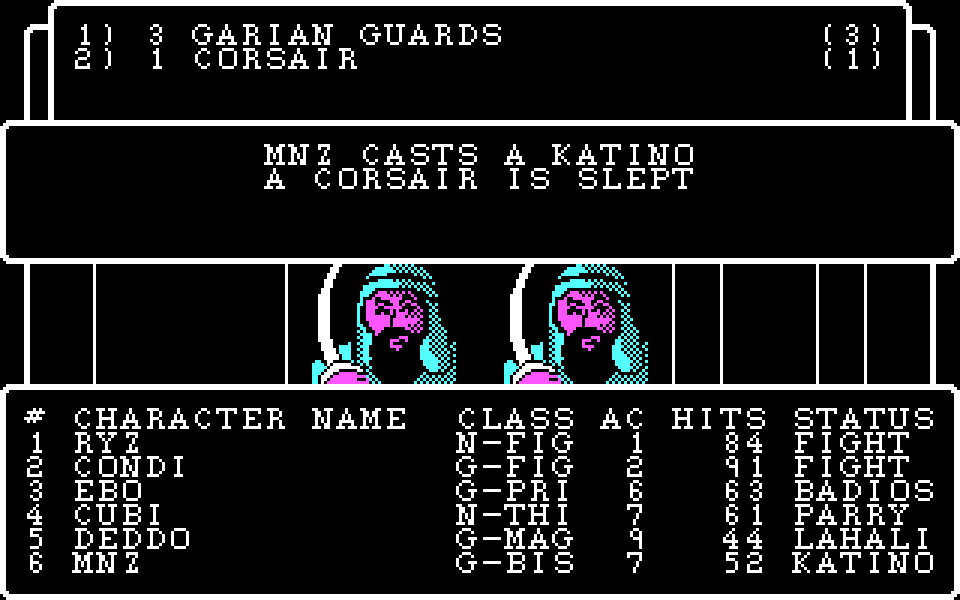 1) 3 GARIAN GUARDS (3)
2) 1 CORSAIR (1)
MNZ CASTS A KATINO
A CORSAIR IS SLEPT
# CHARACTER NAME CLASS AC HITS STATUS
1 RYZ N-FIG 1 84 FIGHT
2 CONDI G-FIG 2 91 FIGHT
3 EBO G-PRI 6 63 BADIOS
4 CUBI N-THI 7 61 PARRY
5 DEDDO G-MAG 9 44 LAHALI
6 MNZ G-BIS 7 52 KATINO